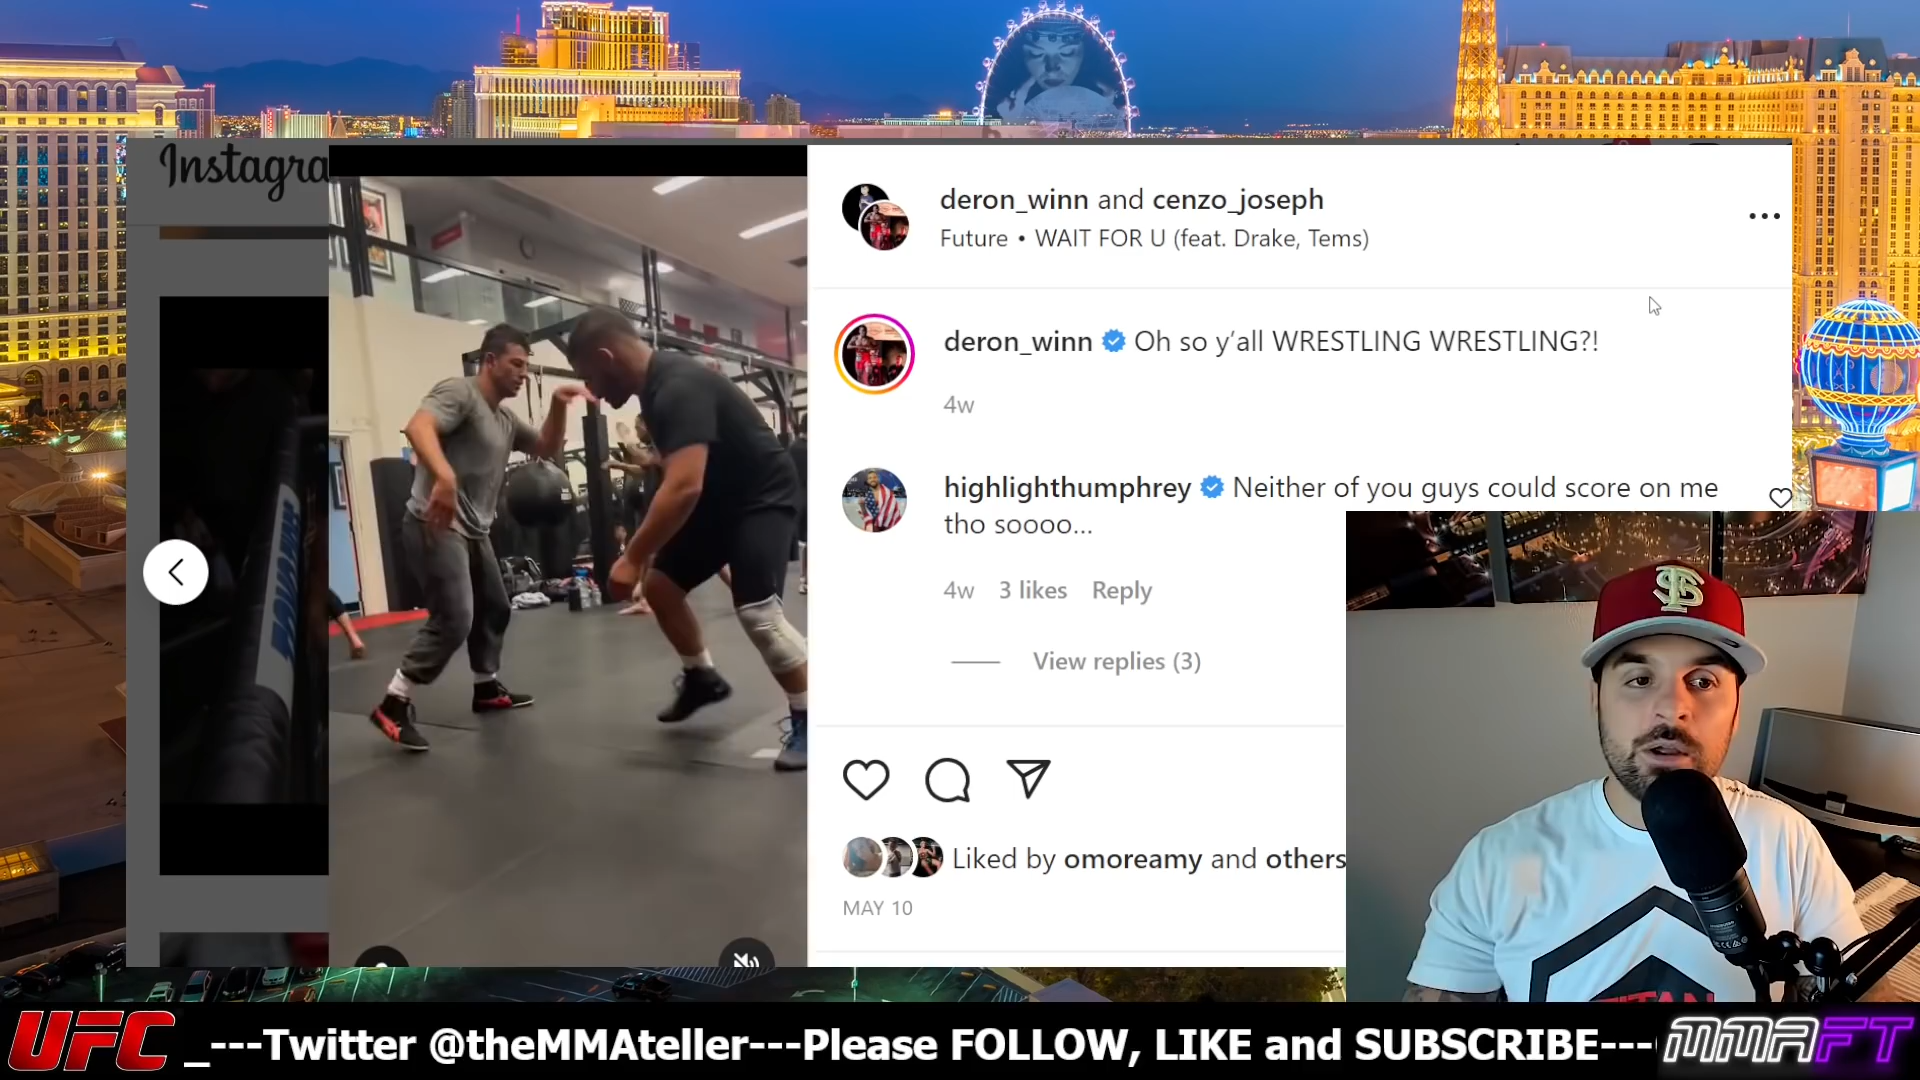 Instagra
deron_winn and cenzo_joseph
Future • WAIT FOR U (feat. Drake, Tems)
deron_winn Oh so y’all WRESTLING WRESTLING?!
4w
highlighthumphrey Neither of you guys could score on me
tho soooo...
4w 3 likes Reply
View replies (3)
Liked by omoreamy and others
MAY 10
UFC _---Twitter @theMMAteller---Please FOLLOW, LIKE and SUBSCRIBE--- MMAFT